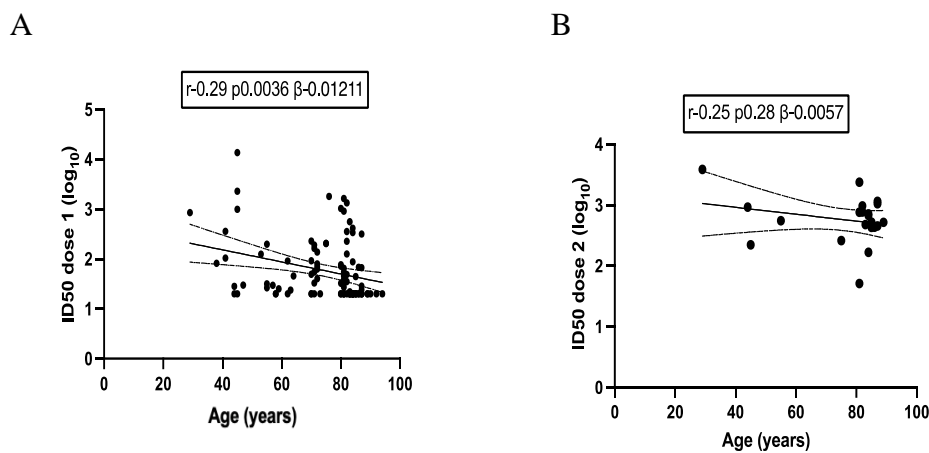 A
B
r-0.29 p0.0036 β-0.01211
r-0.25 p0.28 β-0.0057
ID50 dose 1 (log10)
5
4
3
2
1
0
0 20 40 60 80 100
Age (years)
ID50 dose 2 (log10)
4
3
2
1
0
0 20 40 60 80 100
Age (years)